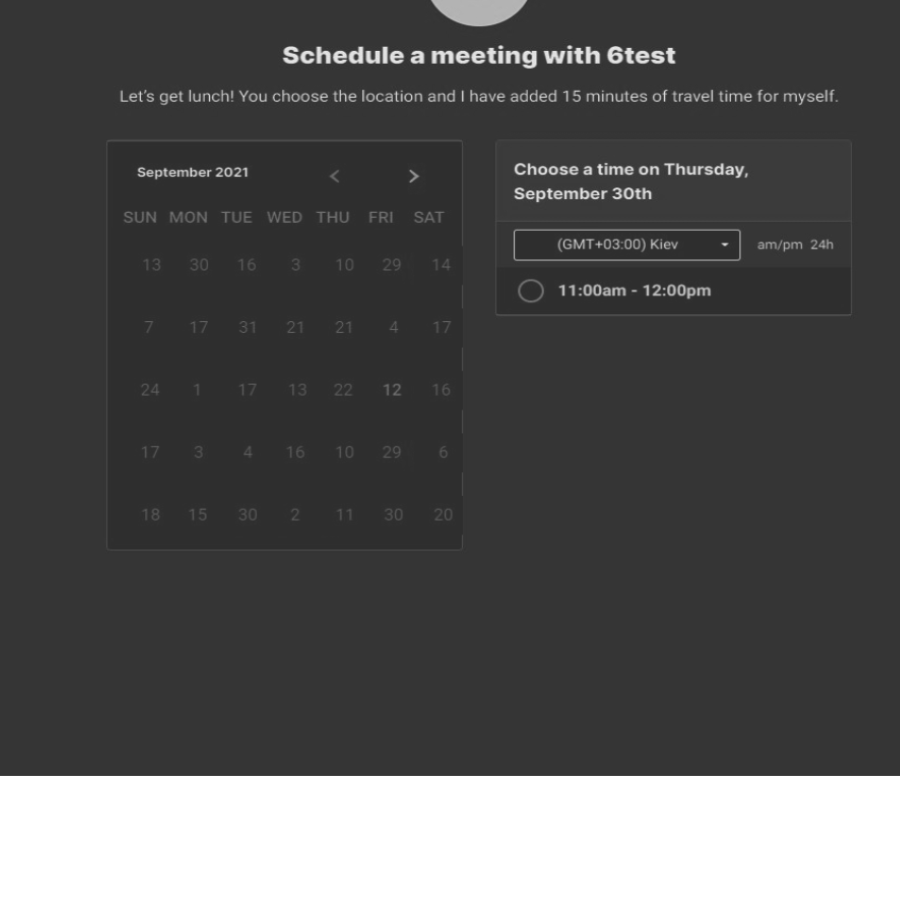 Schedule a meeting with 6test
Let's get lunch! You choose the location and I have added 15 minutes of travel time for myself.
September 2021
SUN MON TUE WED THU FRI SAT
13 30 16 3 10 29 14
7 17 31 21 21 4 17
24 1 17 13 22 12 16
17 3 4 16 10 29 6
18 15 30 2 11 30 20
Choose a time on Thursday,
September 30th
(GMT+03:00) Kiev am/pm 24h
11:00am - 12:00pm